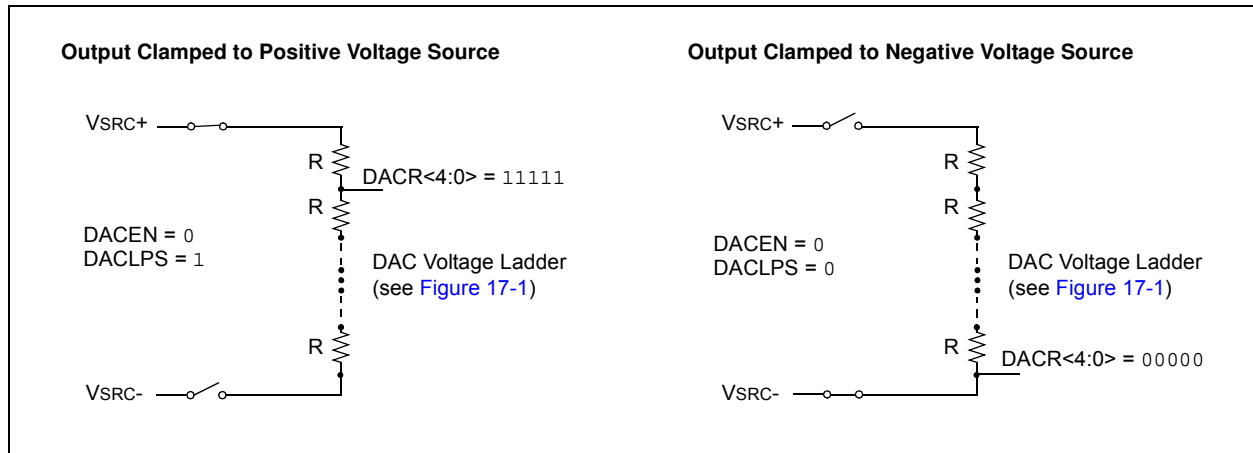 Output Clamped to Positive Voltage Source
VSRC+
R
DACR<4:0> = 11111
R
DACEN = 0
DACLPS = 1
DAC Voltage Ladder
(see Figure 17-1)
R
VSRC-
Output Clamped to Negative Voltage Source
VSRC+
R
R
DACEN = 0
DACLPS = 0
DAC Voltage Ladder
(see Figure 17-1)
R
DACR<4:0> = 00000
VSRC-